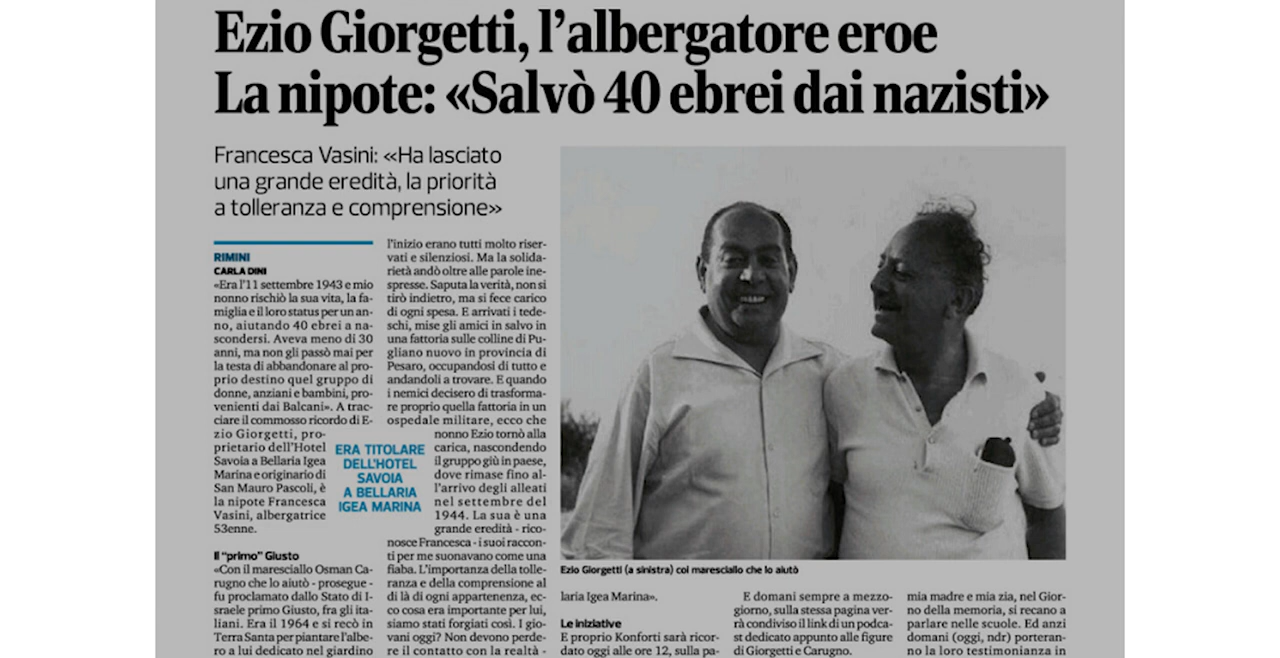 Ezio Giorgetti, l'albergatore eroe
La nipote: «Salvò 40 ebrei dai nazisti»
Francesca Vasini: «Ha lasciato
una grande eredità, la priorità
a tolleranza e comprensione»
RIMINI
CARLA DINI
«Era l'11 settembre 1943 e mio
nonno rischiò la sua vita, la fa-
miglia e il loro status per un an-
no, aiutando 40 ebrei a na-
scondersi. Aveva meno di 30
anni, ma non gli passò mai per
la testa di abbandonare al pro-
prio destino quel gruppo di
donne, anziani e bambini, pro-
venienti dai Balcani». A trac-
ciare il commosso ricordo di E-
zio Giorgetti, pro-
prietario dell'Hotel
Savoia a Bellaria Igea
Marina e originario di
San Mauro Pascoli, è
la nipote Francesca
Vasini, albergatrice
53enne.
Il "primo" Giusto
«Con il maresciallo Osman Ca-
rugno che lo aiutò - prosegue -
fu proclamato dallo Stato di I-
sraele primo Giusto, fra gli ita-
liani. Era il 1964 e si recò in
Terra Santa per piantare l'albe-
ro a lui dedicato nel giardino
l'inizio erano tutti molto riser-
vati e silenziosi. Ma la solida-
rietà andò oltre alle parole ine-
spresse. Saputa la verità, non si
tirò indietro, ma si fece carico
di ogni spesa. E arrivati i tede-
schi, mise gli amici in salvo in
una fattoria sulle colline di Pu-
gliano nuovo in provincia di
Pesaro, occupandosi di tutto e
andandoli a trovare. E quando
i nemici decisero di trasforma-
re proprio quella fattoria in un
ospedale militare, ecco che
nonno Ezio tornò alla
carica, nascondendo
il gruppo giù in paese,
dove rimase fino al-
l'arrivo degli alleati
nel settembre del
1944. La sua è una
grande eredità - rico-
nosce Francesca - i suoi raccon-
ti per me suonavano come una
fiaba. L'importanza della tolle-
ranza e della comprensione al
di là di ogni appartenenza, ec-
co cosa era importante per lui,
siamo stati forgiati così. I gio-
vani oggi? Non devono perde-
re il contatto con la realtà -
ERA TITOLARE
DELL'HOTEL
SAVOIA
A BELLARIA
IGEA MARINA
Ezio Giorgetti (a sinistra) col maresciallo che lo aiutò
laria Igea Marina».
Le iniziative
E proprio Konforti sarà ricor-
dato oggi alle ore 12, sulla pa-
E domani sempre a mezzo-
giorno, sulla stessa pagina ver-
rà condiviso il link di un podca-
st dedicato appunto alle figure
di Giorgetti e Carugno.
mia madre e mia zia, nel Gior-
no della memoria, si recano a
parlare nelle scuole. Ed anzi
domani (oggi, ndr) porteran-
no la loro testimonianza in